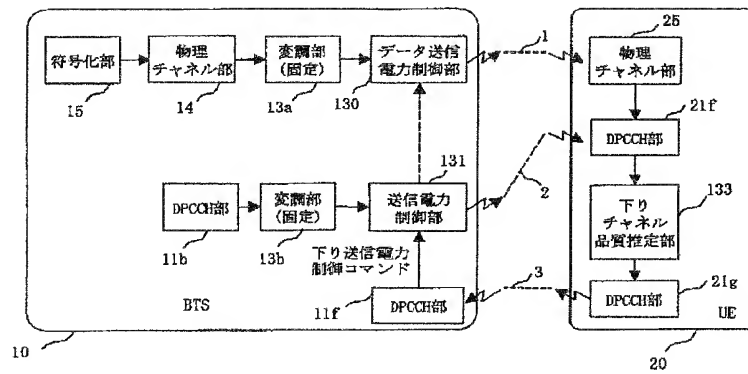 符号化部
15
物理
チャネル部
14
変調部
(固定)
13a
データ送信
電力制御部
130
1
25
物理
チャネル部
21f
DPCCH部
2
133
下り
チャネル
品質推定部
DPCCH部
11b
変調部
(固定)
13b
131
送信電力
制御部
下り送信電力
制御コマンド
3
DPCCH部
11f
BTS
10
DPCCH部
21g
UE
20